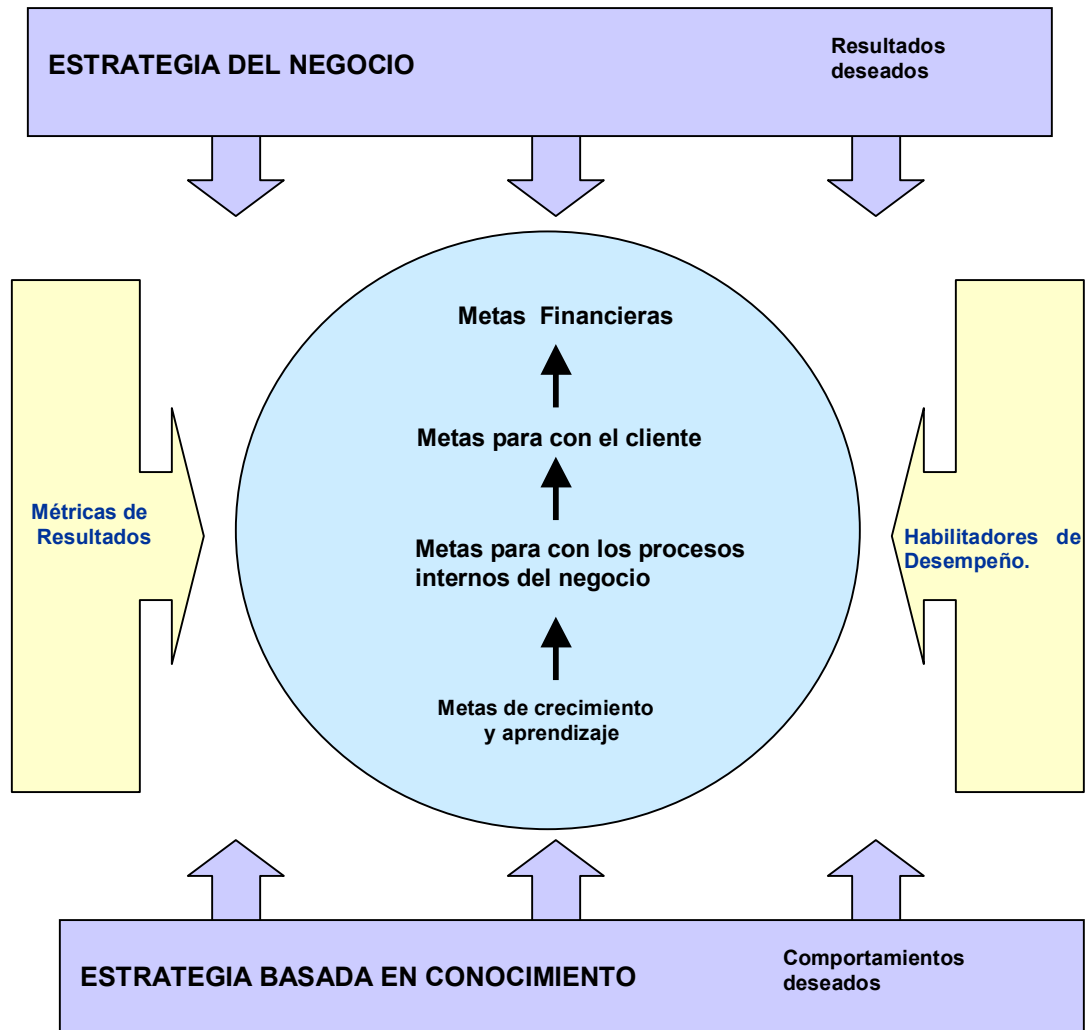 ESTRATEGIA DEL NEGOCIO
Resultados
deseados
Metas Financieras
Metas para con el cliente
Métricas de
Resultados
Metas para con los procesos
internos del negocio
Habilitadores de
Desempeño.
Metas de crecimiento
y aprendizaje
ESTRATEGIA BASADA EN CONOCIMIENTO
Comportamientos
deseados